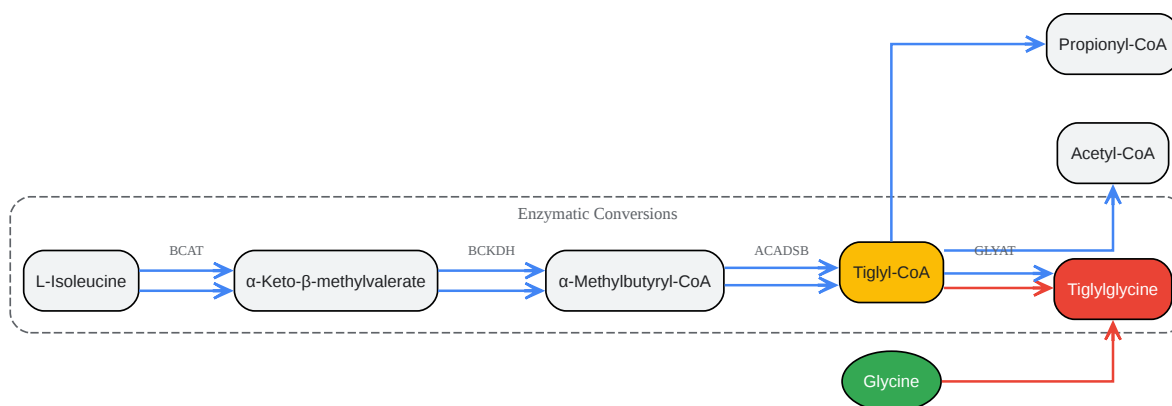 Propionyl-CoA
Acetyl-CoA
Enzymatic Conversions
BCAT
BCKDH
ACADSB
GLYAT
L-Isoleucine
α-Keto-β-methylvalerate
α-Methylbutyryl-CoA
Tiglyl-CoA
Tiglylglycine
Glycine